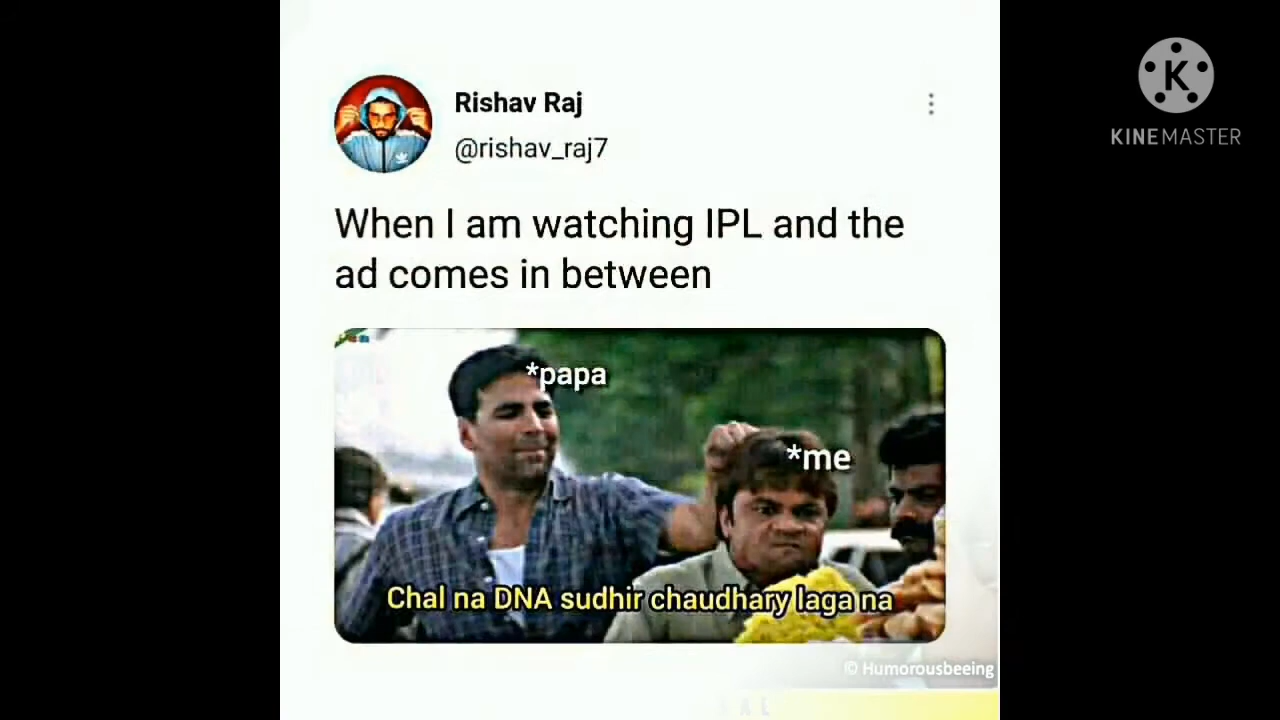 Rishav Raj
@rishav_raj7
When I am watching IPL and the
ad comes in between
*papa
*me
Chal na DNA sudhir chaudhary laga na
© Humorousbeeing
K
KINEMASTER